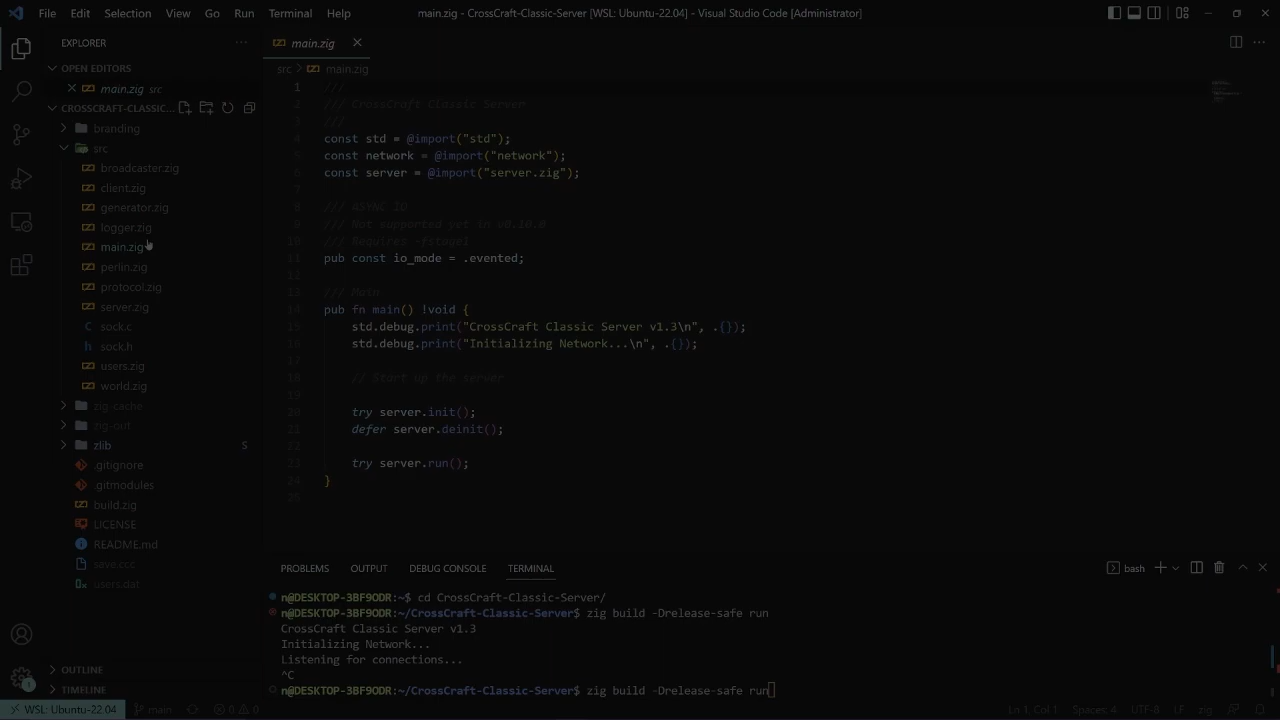 File Edit Selection View Go Run Terminal Help
main.zig - CrossCraft-Classic-Server [WSL: Ubuntu-22.04] - Visual Studio Code [Administrator]
EXPLORER
OPEN EDITORS
main.zig src
CROSSCRAFT-CLASSIC...
branding
src
broadcaster.zig
client.zig
generator.zig
logger.zig
main.zig
perlin.zig
protocol.zig
server.zig
sock.c
sock.h
users.zig
world.zig
zig-cache
zig-out
zlib S
.gitignore
.gitmodules
build.zig
LICENSE
README.md
save.ccc
users.dat
OUTLINE
TIMELINE
main.zig
src > main.zig
1 ///
2 /// CrossCraft Classic Server
3 ///
4 const std = @import("std");
5 const network = @import("network");
6 const server = @import("server.zig");
7
8 /// ASYNC IO
9 /// Not supported yet in v0.10.0
10 /// Requires -fstage1
11 pub const io_mode = .evented;
12
13 /// Main
14 pub fn main() !void {
15 std.debug.print("CrossCraft Classic Server v1.3\n", .{});
16 std.debug.print("Initializing Network...\n", .{});
17
18 // Start up the server
19
20 try server.init();
21 defer server.deinit();
22
23 try server.run();
24 }
25
PROBLEMS OUTPUT DEBUG CONSOLE TERMINAL
bash
n@DESKTOP-3BF9ODR:~$ cd CrossCraft-Classic-Server/
n@DESKTOP-3BF9ODR:~/CrossCraft-Classic-Server$ zig build -Drelease-safe run
CrossCraft Classic Server v1.3
Initializing Network...
Listening for connections...
^C
n@DESKTOP-3BF9ODR:~/CrossCraft-Classic-Server$ zig build -Drelease-safe run
1
WSL: Ubuntu-22.04 main 0 0 Ln 1, Col 1 Spaces: 4 UTF-8 LF zig